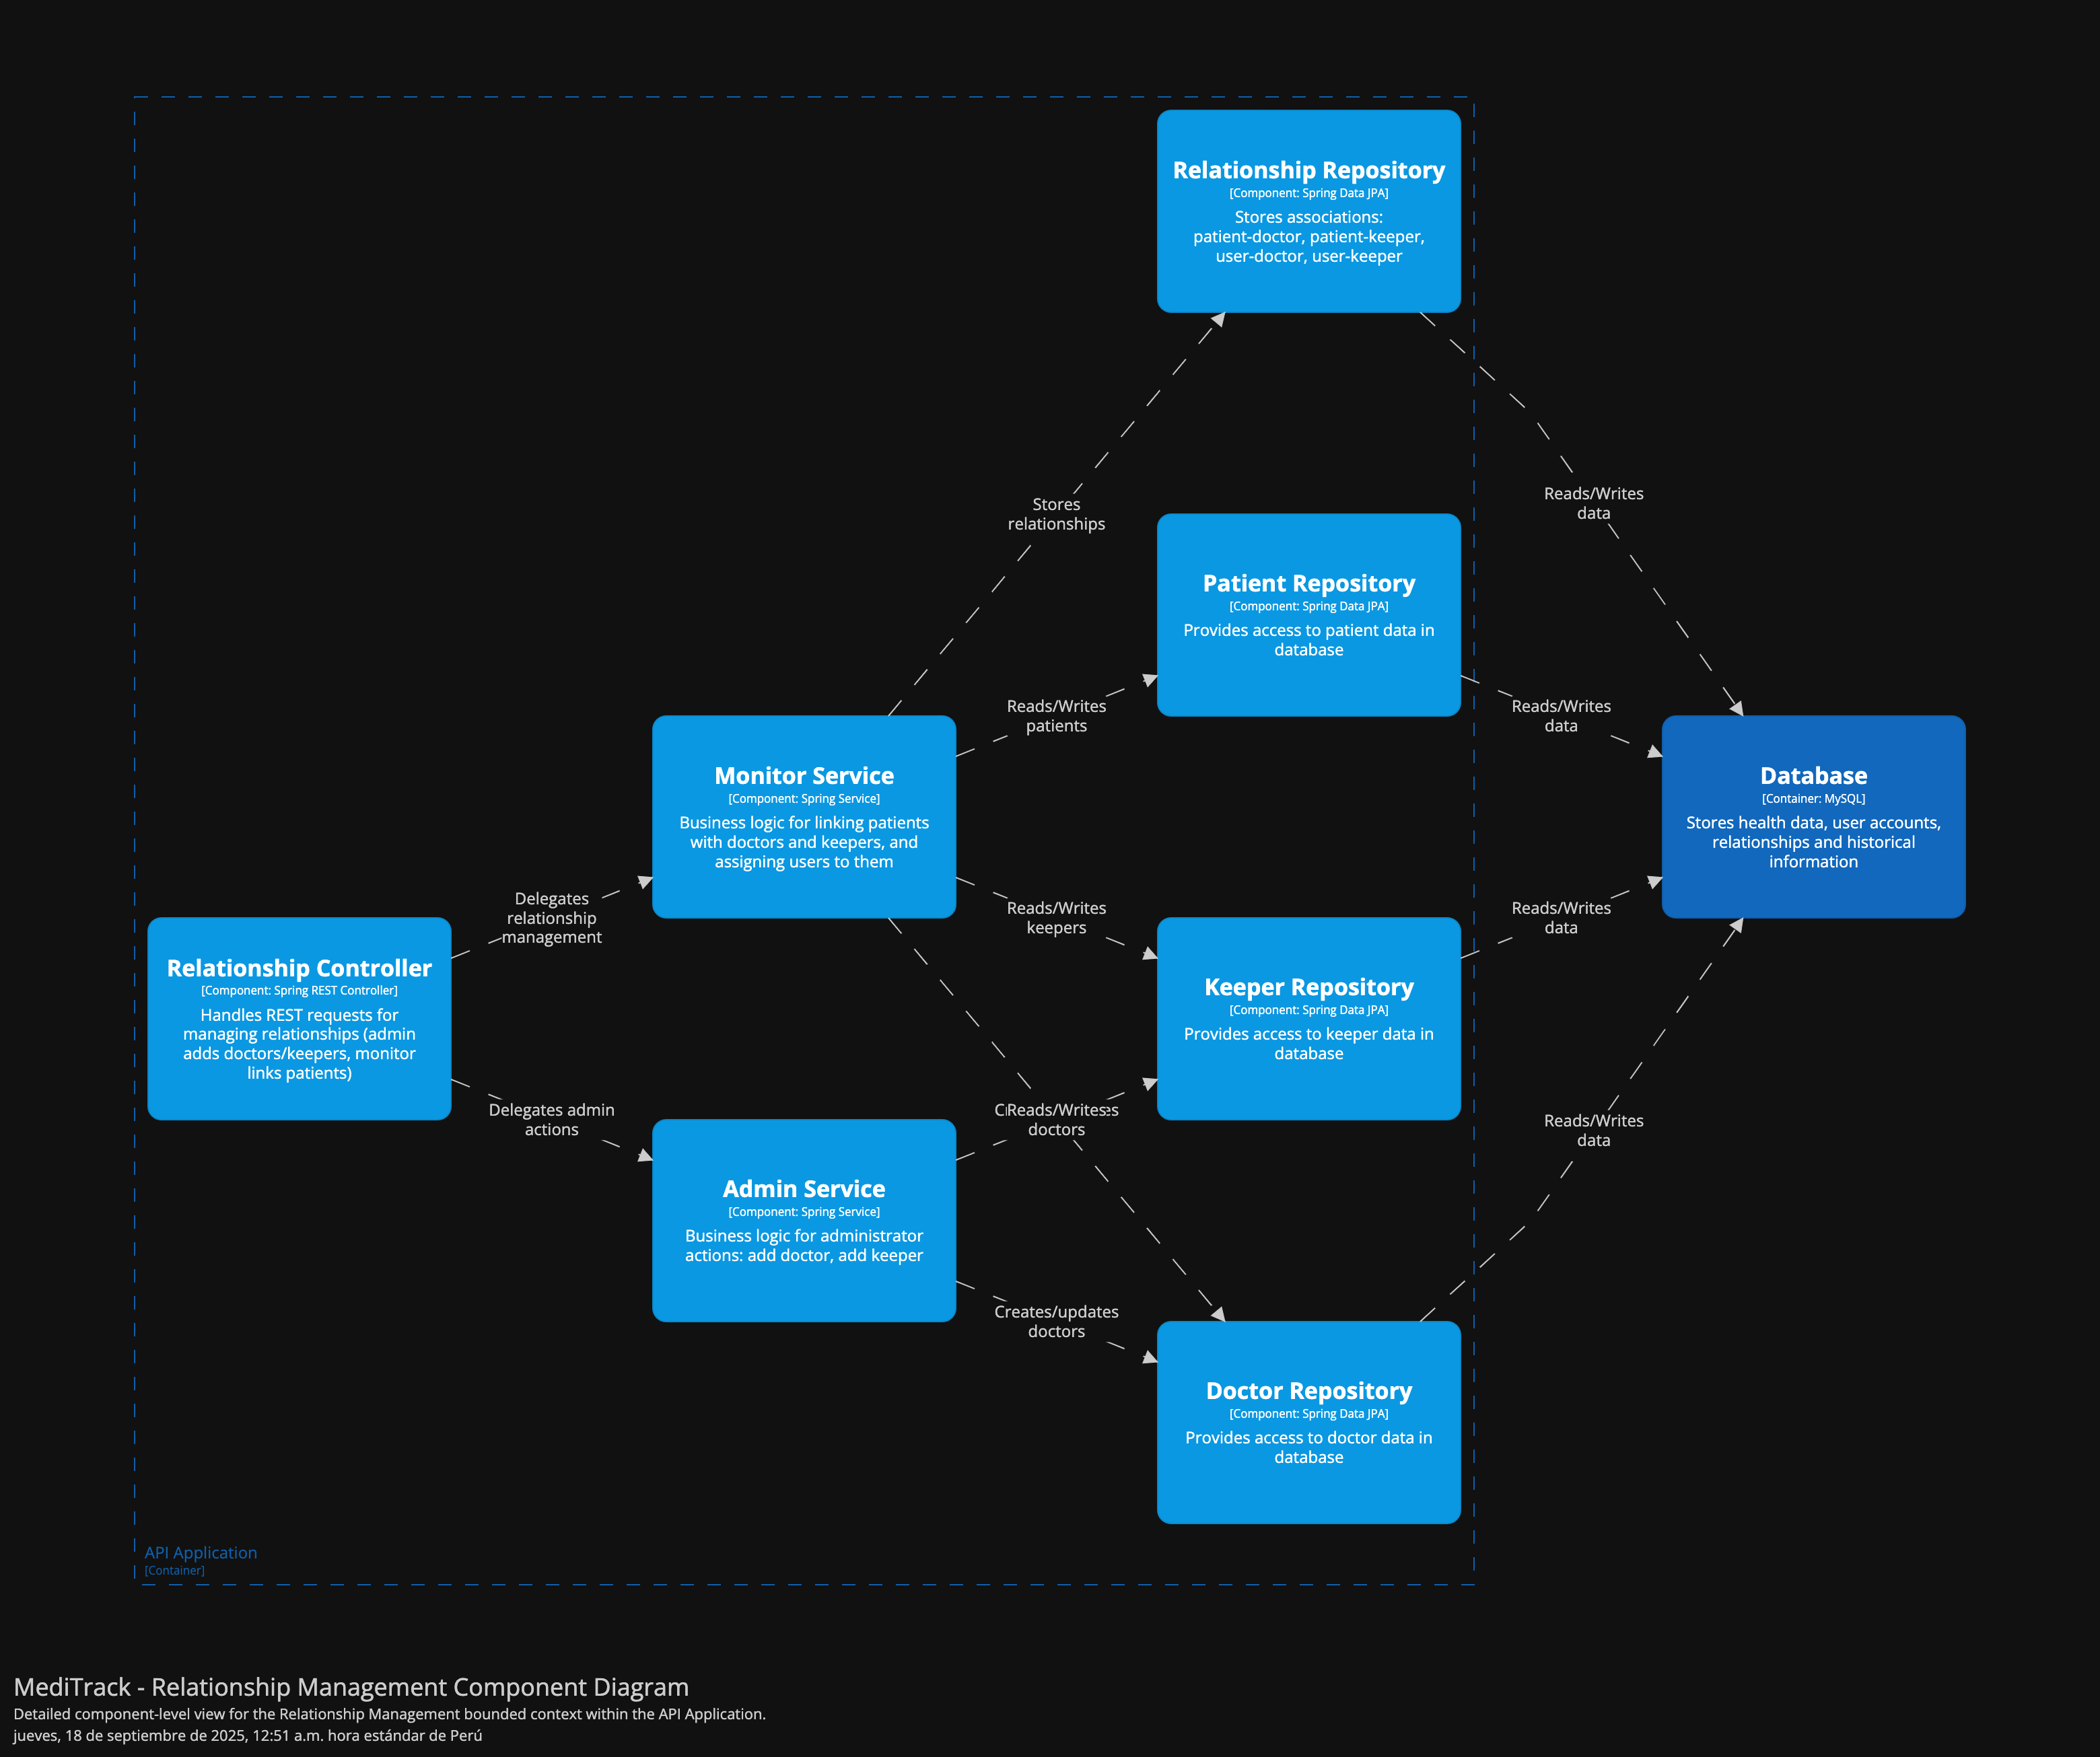 Relationship Repository
[Component: Spring Data JPA]
Stores associations:
patient-doctor, patient-keeper,
user-doctor, user-keeper
Stores
relationships
Reads/Writes
data
Patient Repository
[Component: Spring Data JPA]
Provides access to patient data in
database
Reads/Writes
patients
Reads/Writes
data
Monitor Service
[Component: Spring Service]
Business logic for linking patients
with doctors and keepers, and
assigning users to them
Database
[Container: MySQL]
Stores health data, user accounts,
relationships and historical
information
Delegates
relationship
management
Reads/Writes
keepers
Reads/Writes
data
Relationship Controller
[Component: Spring REST Controller]
Handles REST requests for
managing relationships (admin
adds doctors/keepers, monitor
links patients)
Keeper Repository
[Component: Spring Data JPA]
Provides access to keeper data in
database
Delegates admin
actions
Reads/Writes
doctors
Reads/Writes
data
Admin Service
[Component: Spring Service]
Business logic for administrator
actions: add doctor, add keeper
Creates/updates
doctors
Doctor Repository
[Component: Spring Data JPA]
Provides access to doctor data in
database
API Application
[Container]
MediTrack - Relationship Management Component Diagram
Detailed component-level view for the Relationship Management bounded context within the API Application.
jueves, 18 de septiembre de 2025, 12:51 a.m. hora estándar de Perú